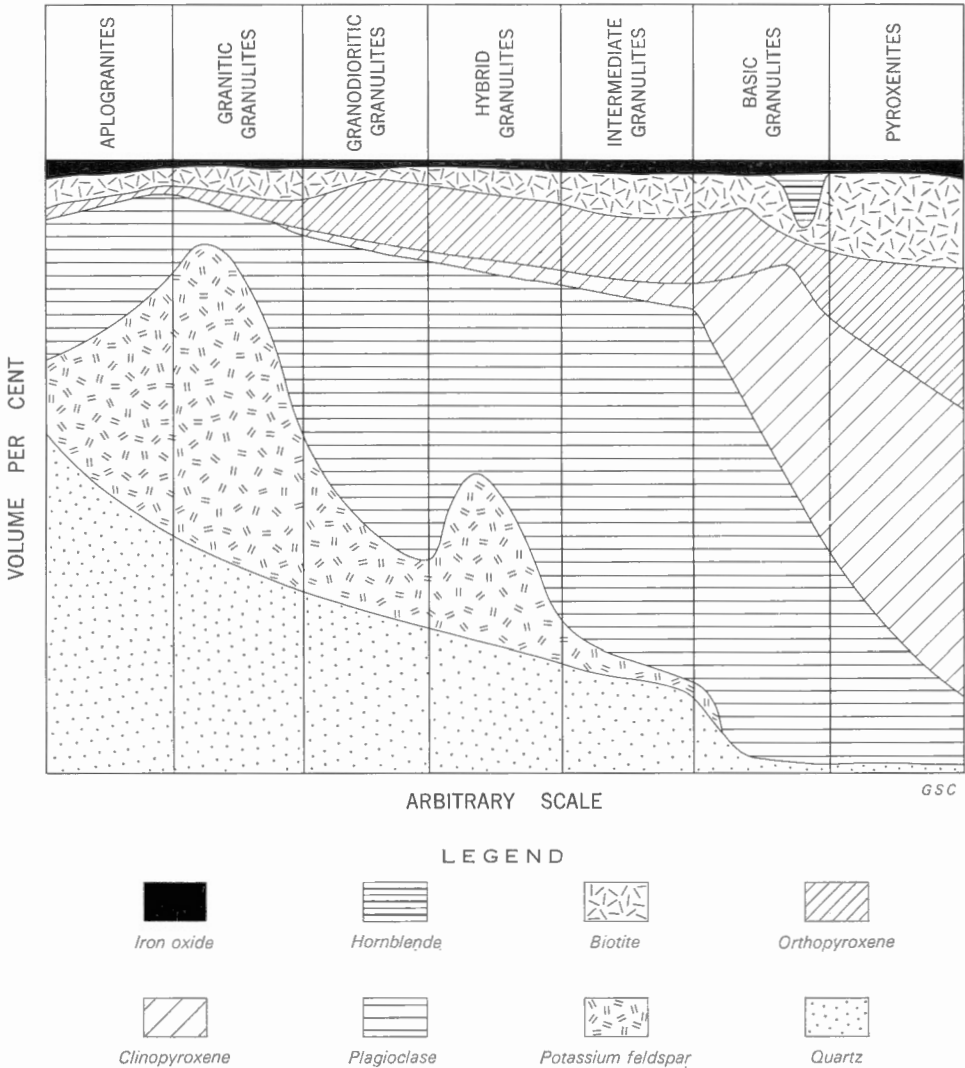 APLOGRANITES
GRANITIC
GRANULITES
GRANODIORITIC
GRANULITES
HYBRID
GRANULITES
INTERMEDIATE
GRANULITES
BASIC
GRANULITES
PYROXENITES
VOLUME PER CENT
ARBITRARY SCALE
GSC
LEGEND
Iron oxide
Hornblende
Biotite
Orthopyroxene
Clinopyroxene
Plagioclase
Potassium feldspar
Quartz